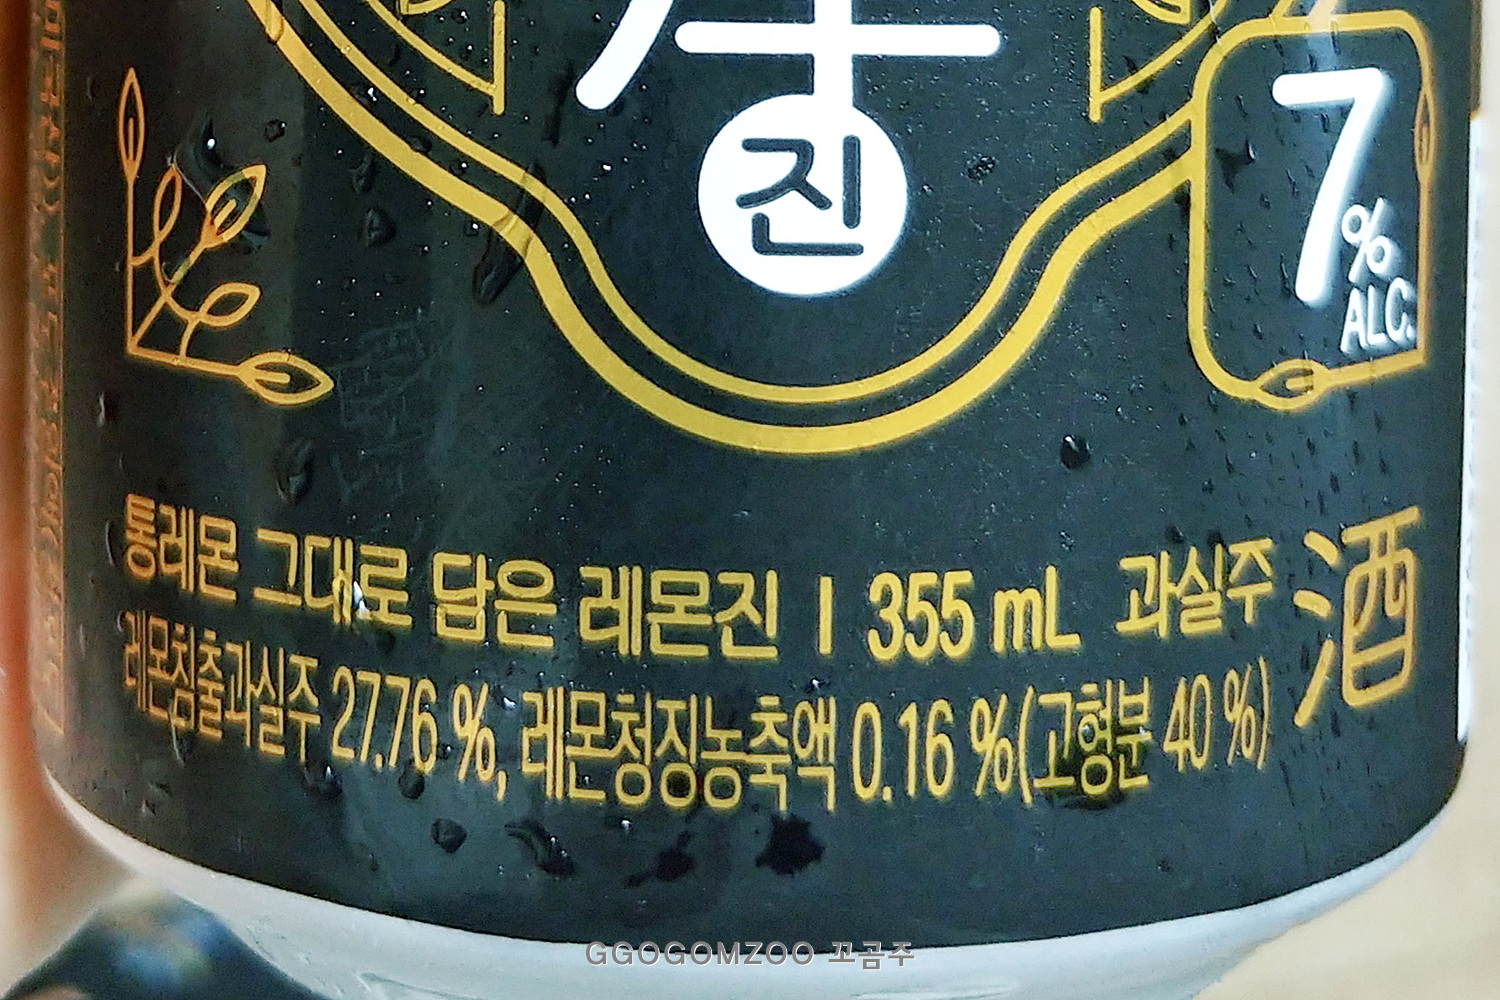 진
7%
ALC.
통레몬 그대로 담은 레몬진 | 355 mL 과실주 酒
레몬침출과실주 27.76 %, 레몬청징농축액 0.16 %(고형분 40 %)
GGOGOMZOO 꼬곰주